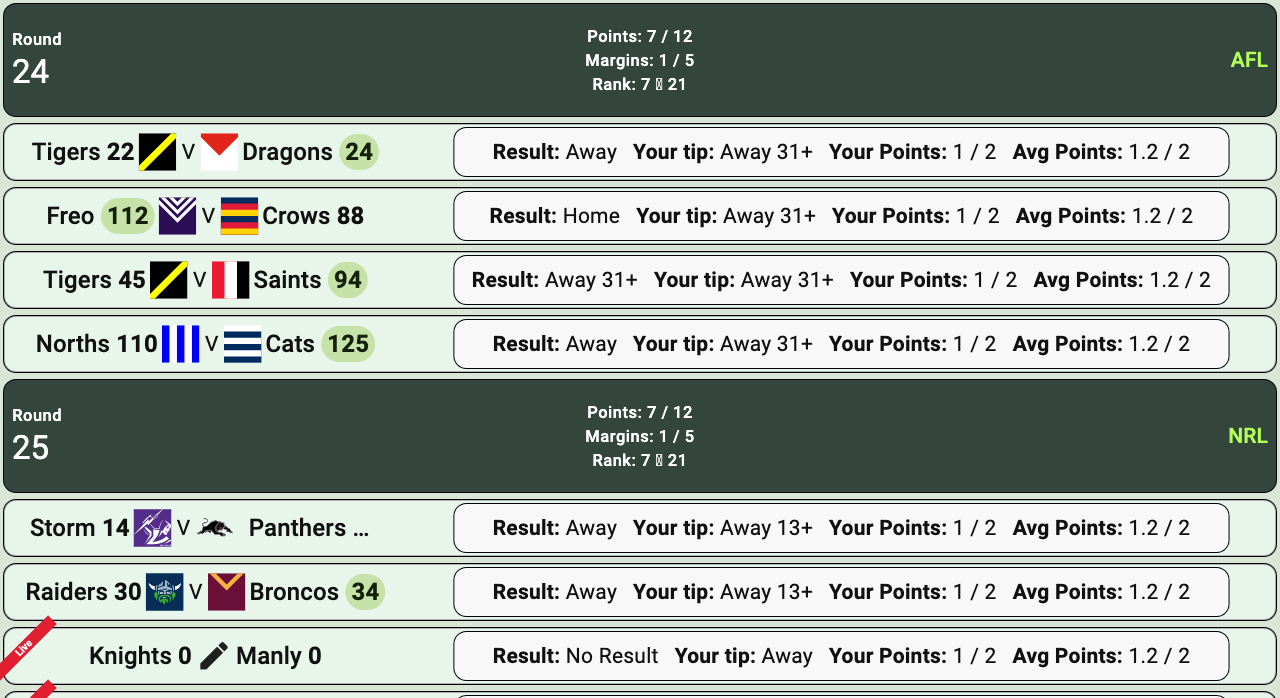 Round
24
Points: 7 / 12
Margins: 1 / 5
Rank: 7 21
AFL
Tigers 22 V Dragons 24 Result: Away Your tip: Away 31+ Your Points: 1 / 2 Avg Points: 1.2 / 2
Freo 112 V Crows 88 Result: Home Your tip: Away 31+ Your Points: 1 / 2 Avg Points: 1.2 / 2
Tigers 45 V Saints 94 Result: Away 31+ Your tip: Away 31+ Your Points: 1 / 2 Avg Points: 1.2 / 2
Norths 110 V Cats 125 Result: Away Your tip: Away 31+ Your Points: 1 / 2 Avg Points: 1.2 / 2
Round
25
Points: 7 / 12
Margins: 1 / 5
Rank: 7 21
NRL
Storm 14 V Panthers ... Result: Away Your tip: Away 13+ Your Points: 1 / 2 Avg Points: 1.2 / 2
Raiders 30 V Broncos 34 Result: Away Your tip: Away 13+ Your Points: 1 / 2 Avg Points: 1.2 / 2
Live
Knights 0 Manly 0 Result: No Result Your tip: Away Your Points: 1 / 2 Avg Points: 1.2 / 2